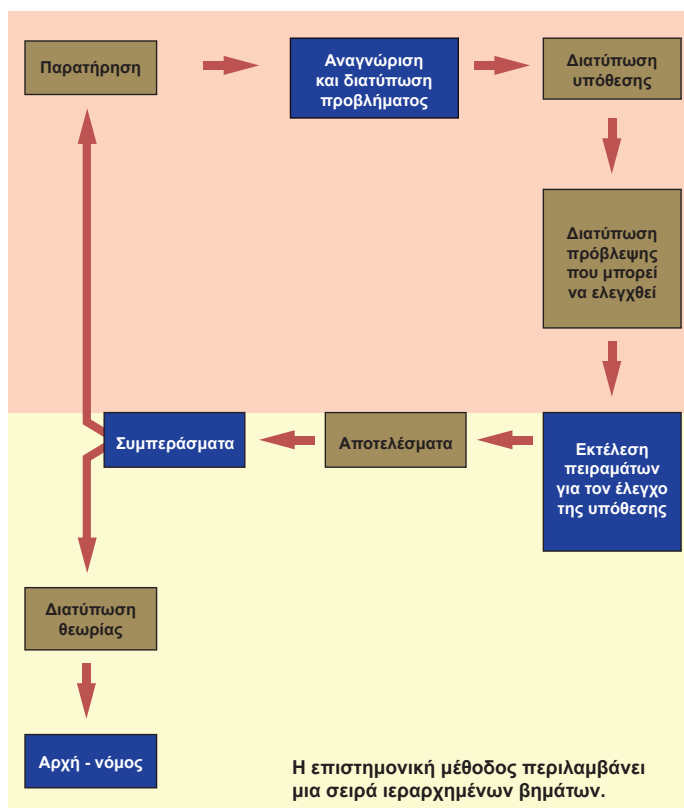 Παρατήρηση
Αναγνώριση
και διατύπωση
προβλήματος
Διατύπωση
υπόθεσης
Διατύπωση
πρόβλεψης
που μπορεί
να ελεγχθεί
Εκτέλεση
πειραμάτων
για τον έλεγχο
της υπόθεσης
Αποτελέσματα
Συμπεράσματα
Διατύπωση
θεωρίας
Αρχή - νόμος
Η επιστημονική μέθοδος περιλαμβάνει
μια σειρά ιεραρχημένων βημάτων.